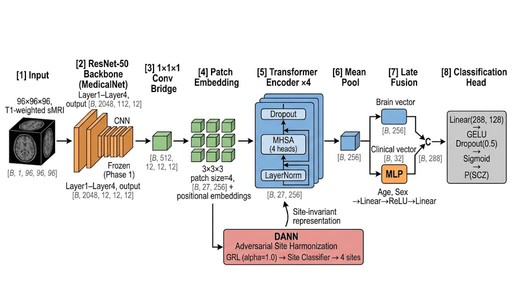 [1] Input
96×96×96,
T1-weighted sMRI
[B, 1, 96, 96, 96]
[2] ResNet-50
Backbone
(MedicalNet)
Layer1–Layer4,
output [B, 2048, 112, 12]
CNN
Frozen
(Phase 1)
Layer1–Layer4, output
[B, 2048, 12, 12, 12]
[3] 1×1×1
Conv
Bridge
[B, 512,
12, 12, 12]
[4] Patch
Embedding
3×3×3
patch size=4,
[B, 27, 256] +
positional embeddings
[5] Transformer
Encoder ×4
Dropout
MHSA
(4 heads)
LayerNorm
[B, 27, 256]
Site-invariant
representation
DANN
Adversarial Site Harmonization
GRL (alpha=1.0) → Site Classifier → 4 sites
[6] Mean
Pool
[B, 256]
[7] Late
Fusion
Brain vector
[B, 256]
Clinical vector
[B, 32]
MLP
C
[B, 288]
Age, Sex
→Linear→ReLU→Linear
[8] Classification
Head
Linear(288, 128)
→
GELU
Dropout(0.5)
→
Sigmoid
→
P(SCZ)